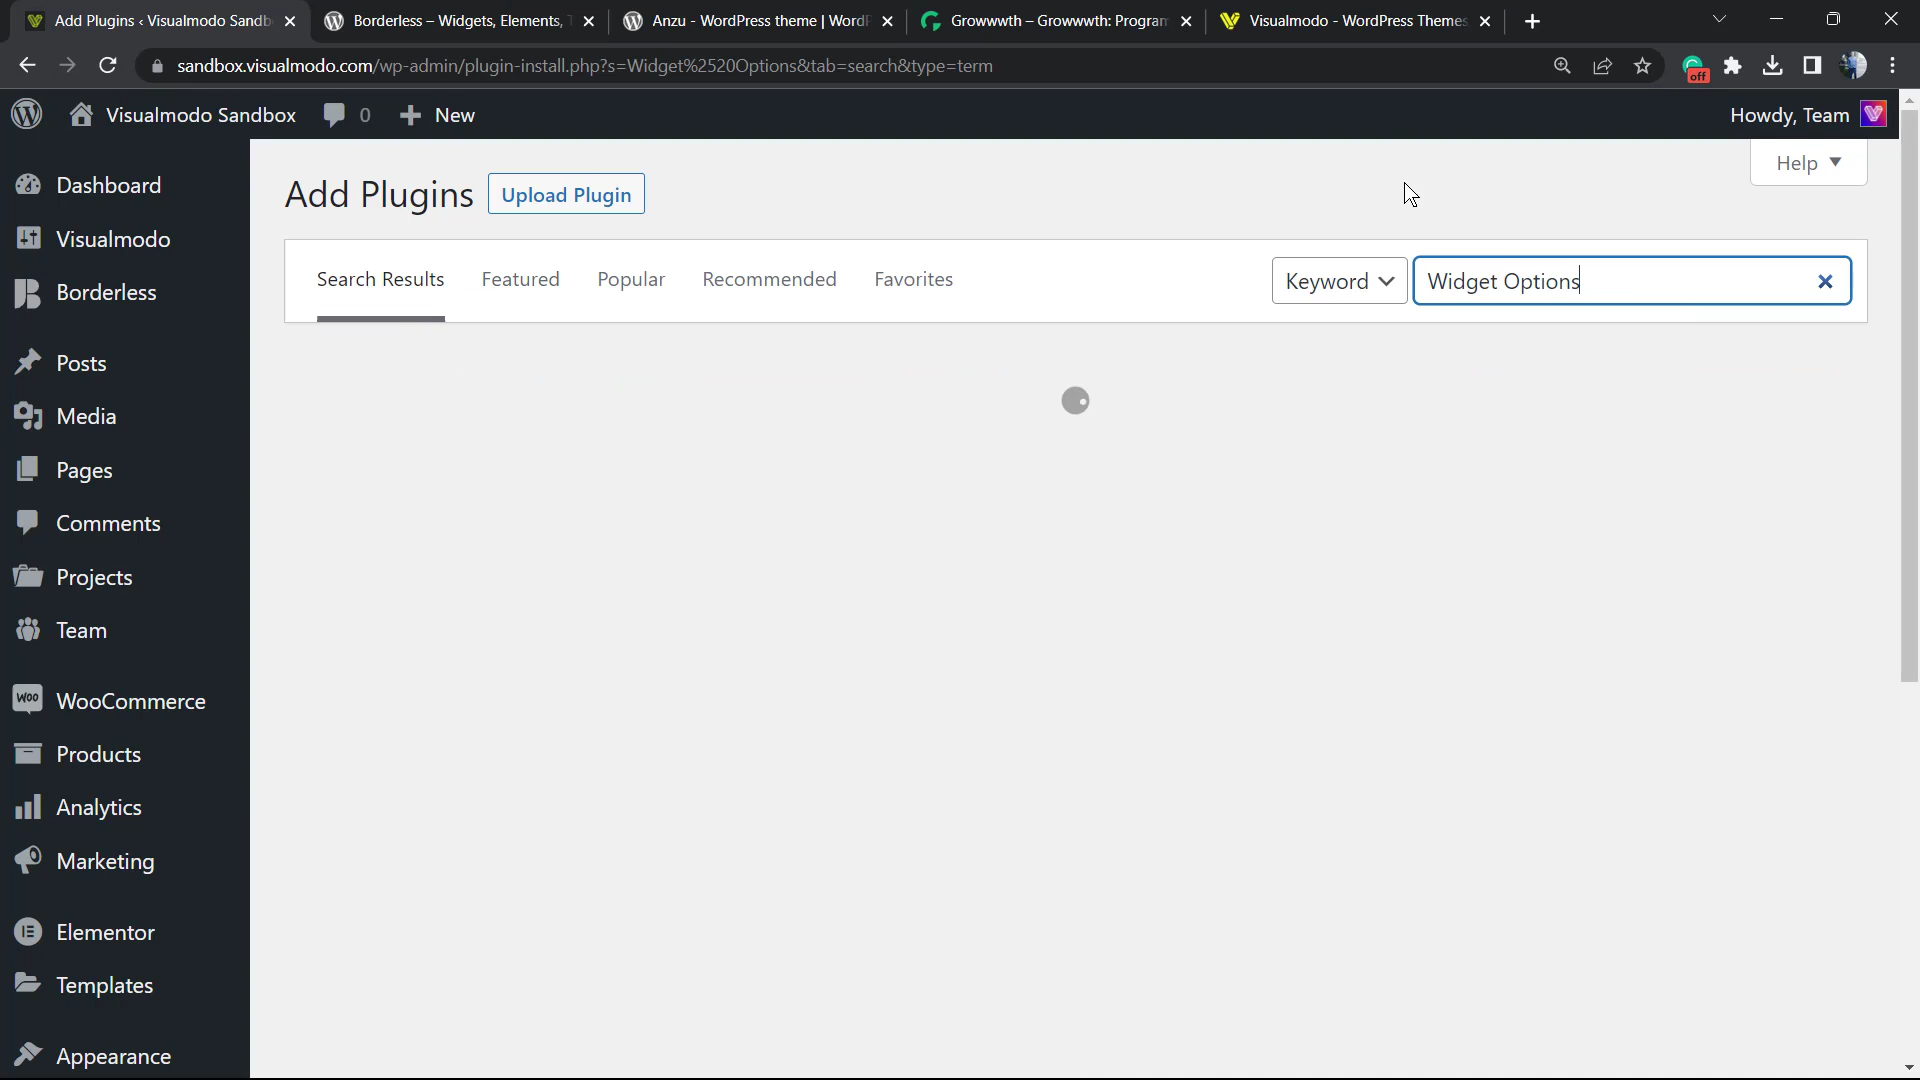 Add Plugins ‹ Visualmodo Sandb
Borderless – Widgets, Elements, T
Anzu - WordPress theme | WordP
Growwwth – Growwwth: Program
Visualmodo - WordPress Themes
sandbox.visualmodo.com/wp-admin/plugin-install.php?s=Widget%2520Options&tab=search&type=term
off
Visualmodo Sandbox
0
New
Howdy, Team
Help
Add Plugins
Upload Plugin
Search Results
Featured
Popular
Recommended
Favorites
Keyword
Widget Options
Dashboard
Visualmodo
Borderless
Posts
Media
Pages
Comments
Projects
Team
Woo
WooCommerce
Products
Analytics
Marketing
Elementor
Templates
Appearance